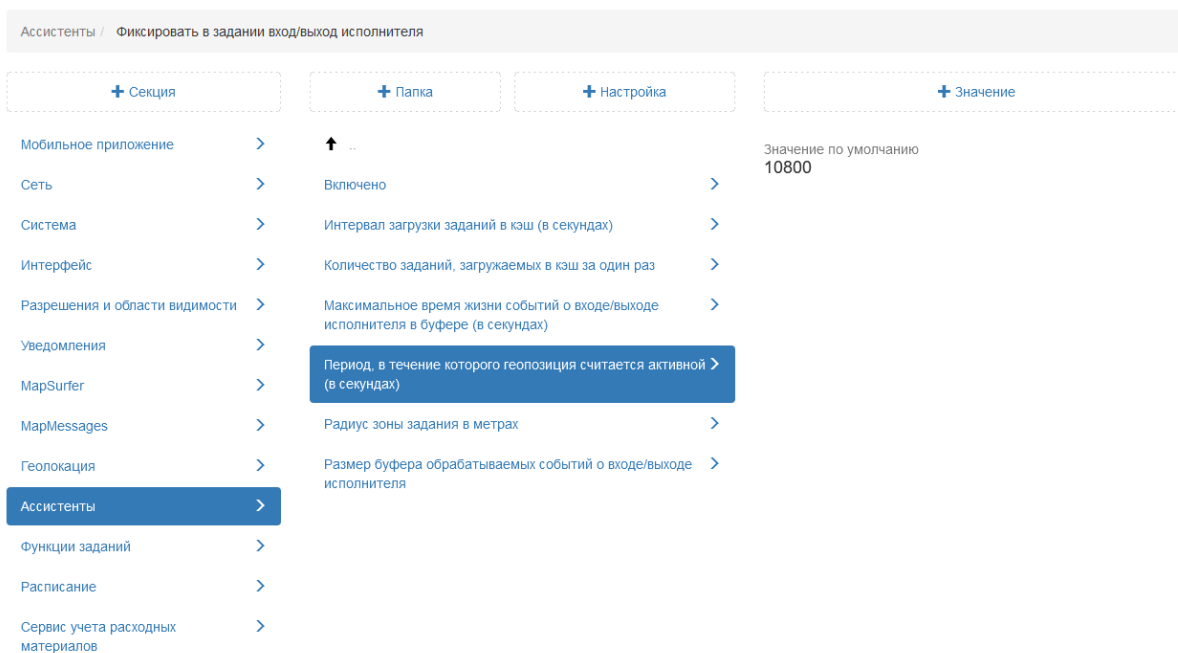 Ассистенты / Фиксировать в задании вход/выход исполнителя
+ Секция
+ Папка
+ Настройка
+ Значение
Мобильное приложение
Сеть
Система
Интерфейс
Разрешения и области видимости
Уведомления
MapSurfer
MapMessages
Геолокация
Ассистенты
Функции заданий
Расписание
Сервис учета расходных
материалов
..
Включено
Интервал загрузки заданий в кэш (в секундах)
Количество заданий, загружаемых в кэш за один раз
Максимальное время жизни событий о входе/выходе
исполнителя в буфере (в секундах)
Период, в течение которого геопозиция считается активной
(в секундах)
Радиус зоны задания в метрах
Размер буфера обрабатываемых событий о входе/выходе
исполнителя
Значение по умолчанию
10800